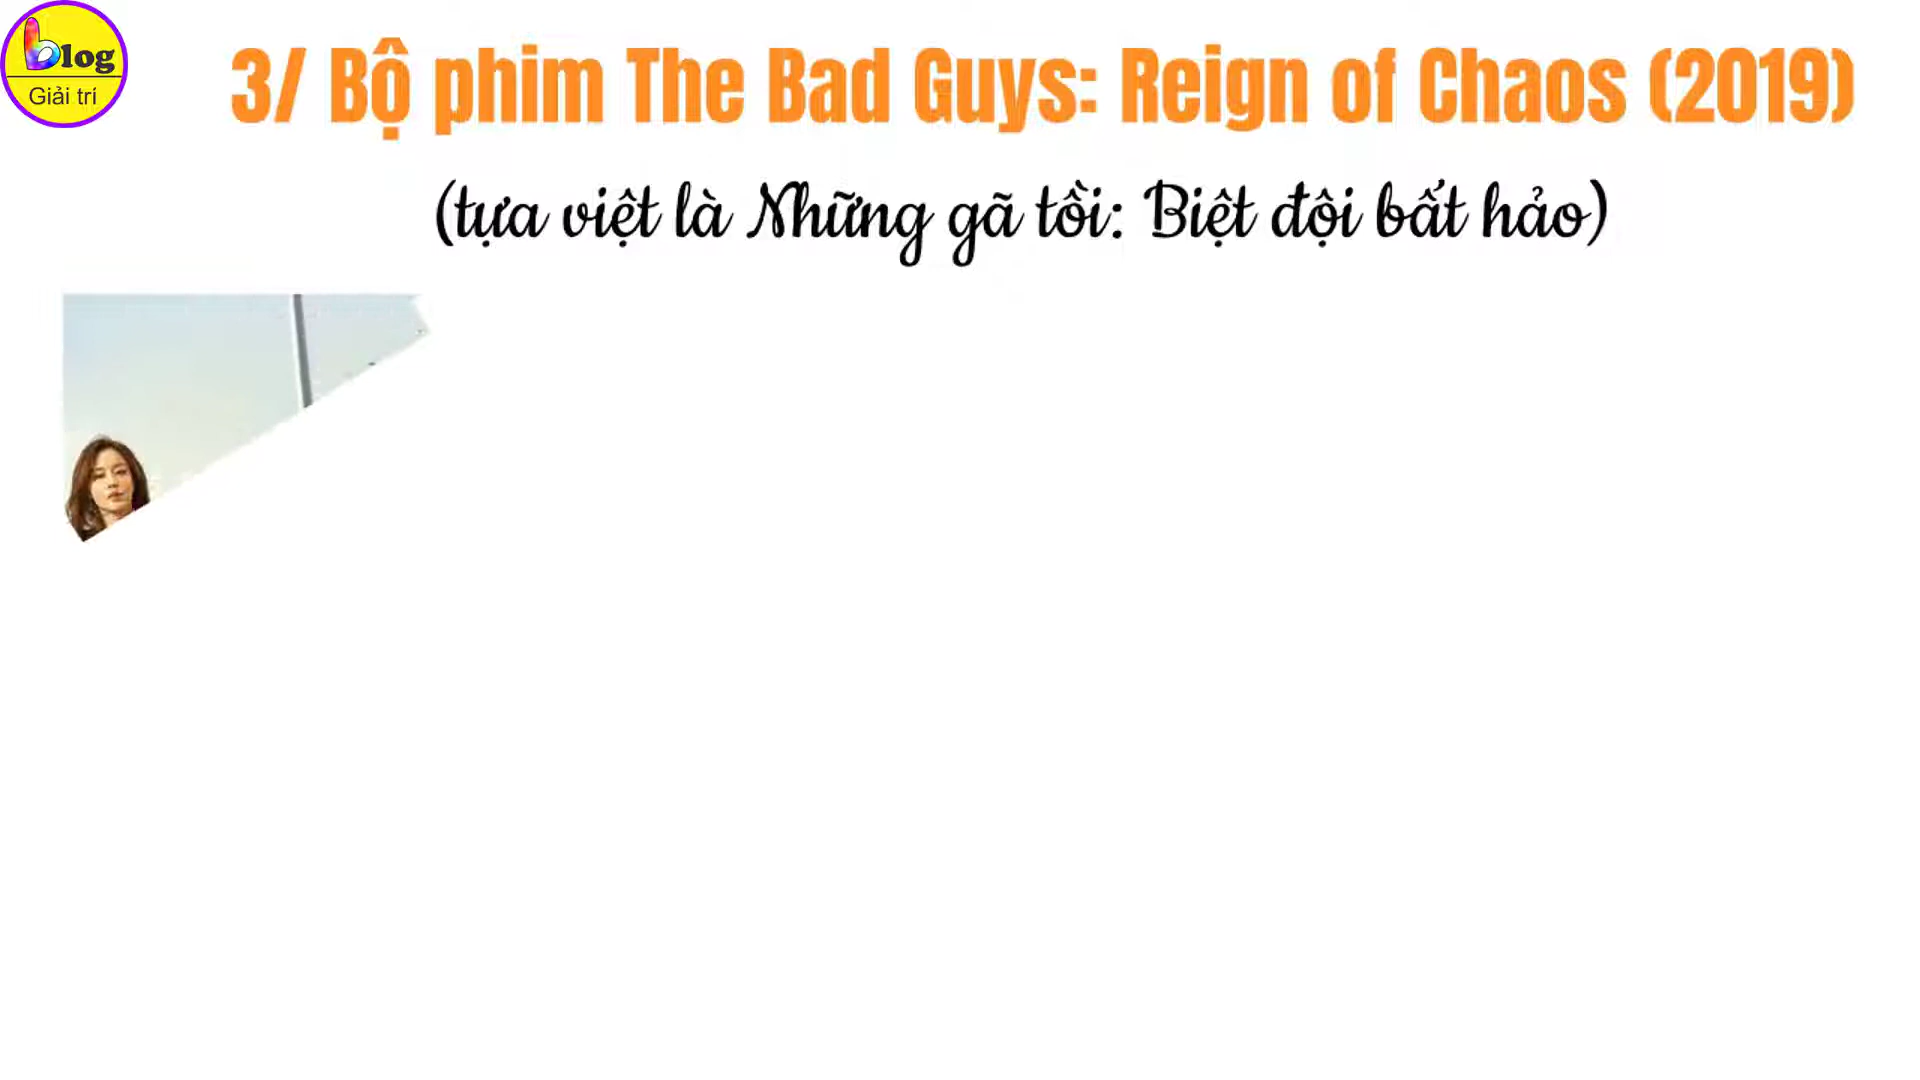 blog
Giải trí
3/ Bộ phim The Bad Guys: Reign of Chaos (2019)
(tựa việt là Những gã tồi: Biệt đội bất hảo)